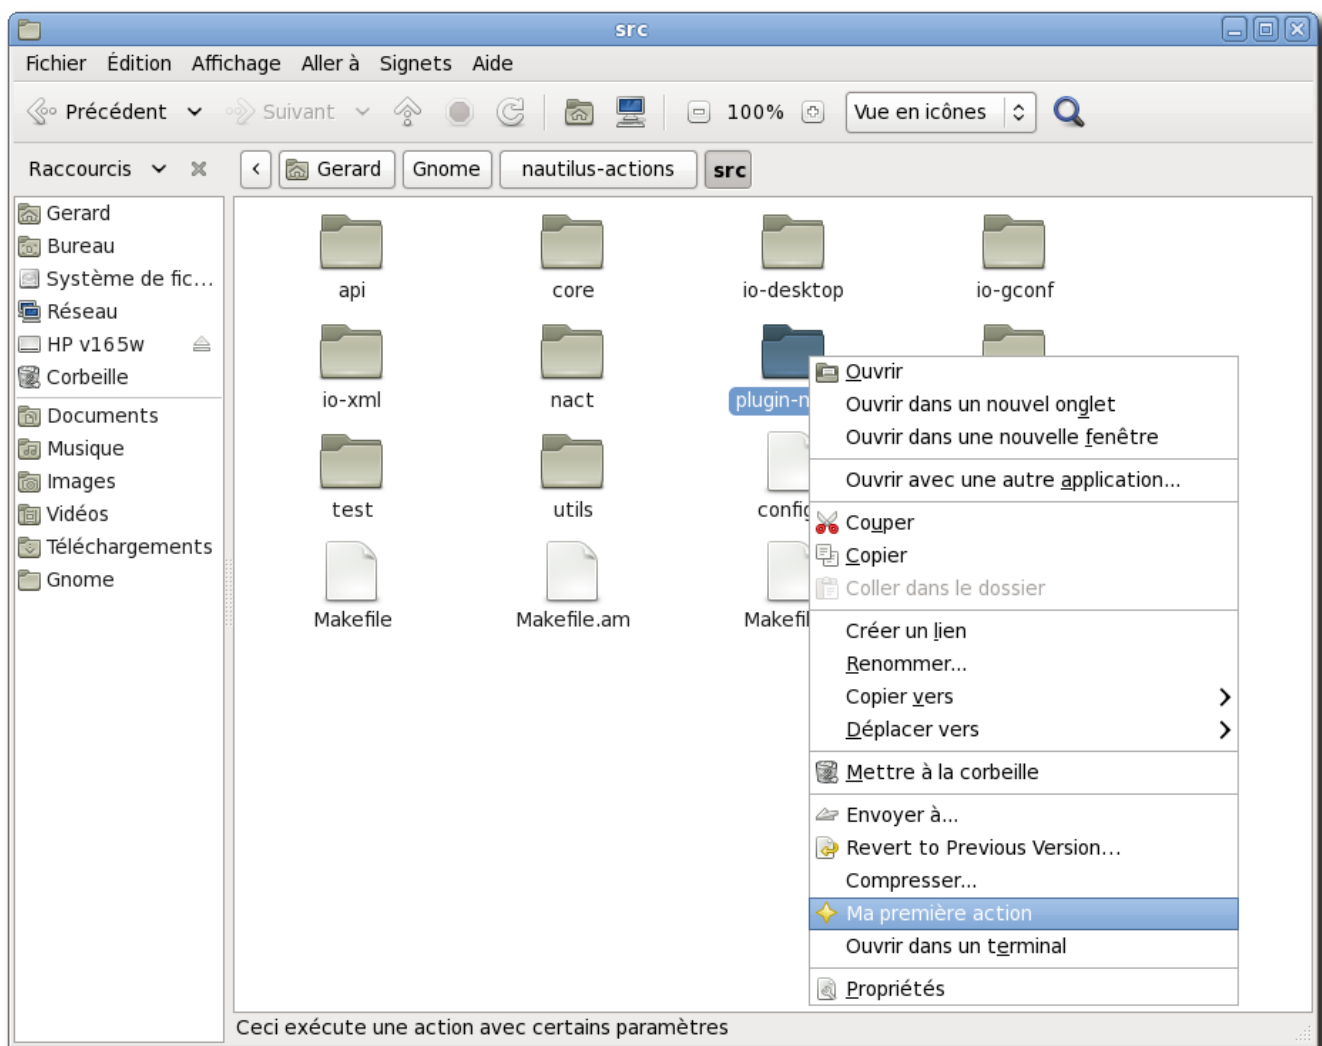 src
Fichier Édition Affichage Aller à Signets Aide
Précédent Suivant 100% Vue en icônes
Raccourcis Gerard Gnome nautilus-actions src
Gerard
Bureau
Système de fic...
Réseau
HP v165w
Corbeille
Documents
Musique
Images
Vidéos
Téléchargements
Gnome
api core io-desktop io-gconf
io-xml nact plugin-n
test utils config
Makefile Makefile.am Makefil
Ouvrir
Ouvrir dans un nouvel onglet
Ouvrir dans une nouvelle fenêtre
Ouvrir avec une autre application...
Couper
Copier
Coller dans le dossier
Créer un lien
Renommer...
Copier vers
Déplacer vers
Mettre à la corbeille
Envoyer à...
Revert to Previous Version...
Compresser...
Ma première action
Ouvrir dans un terminal
Propriétés
Ceci exécute une action avec certains paramètres